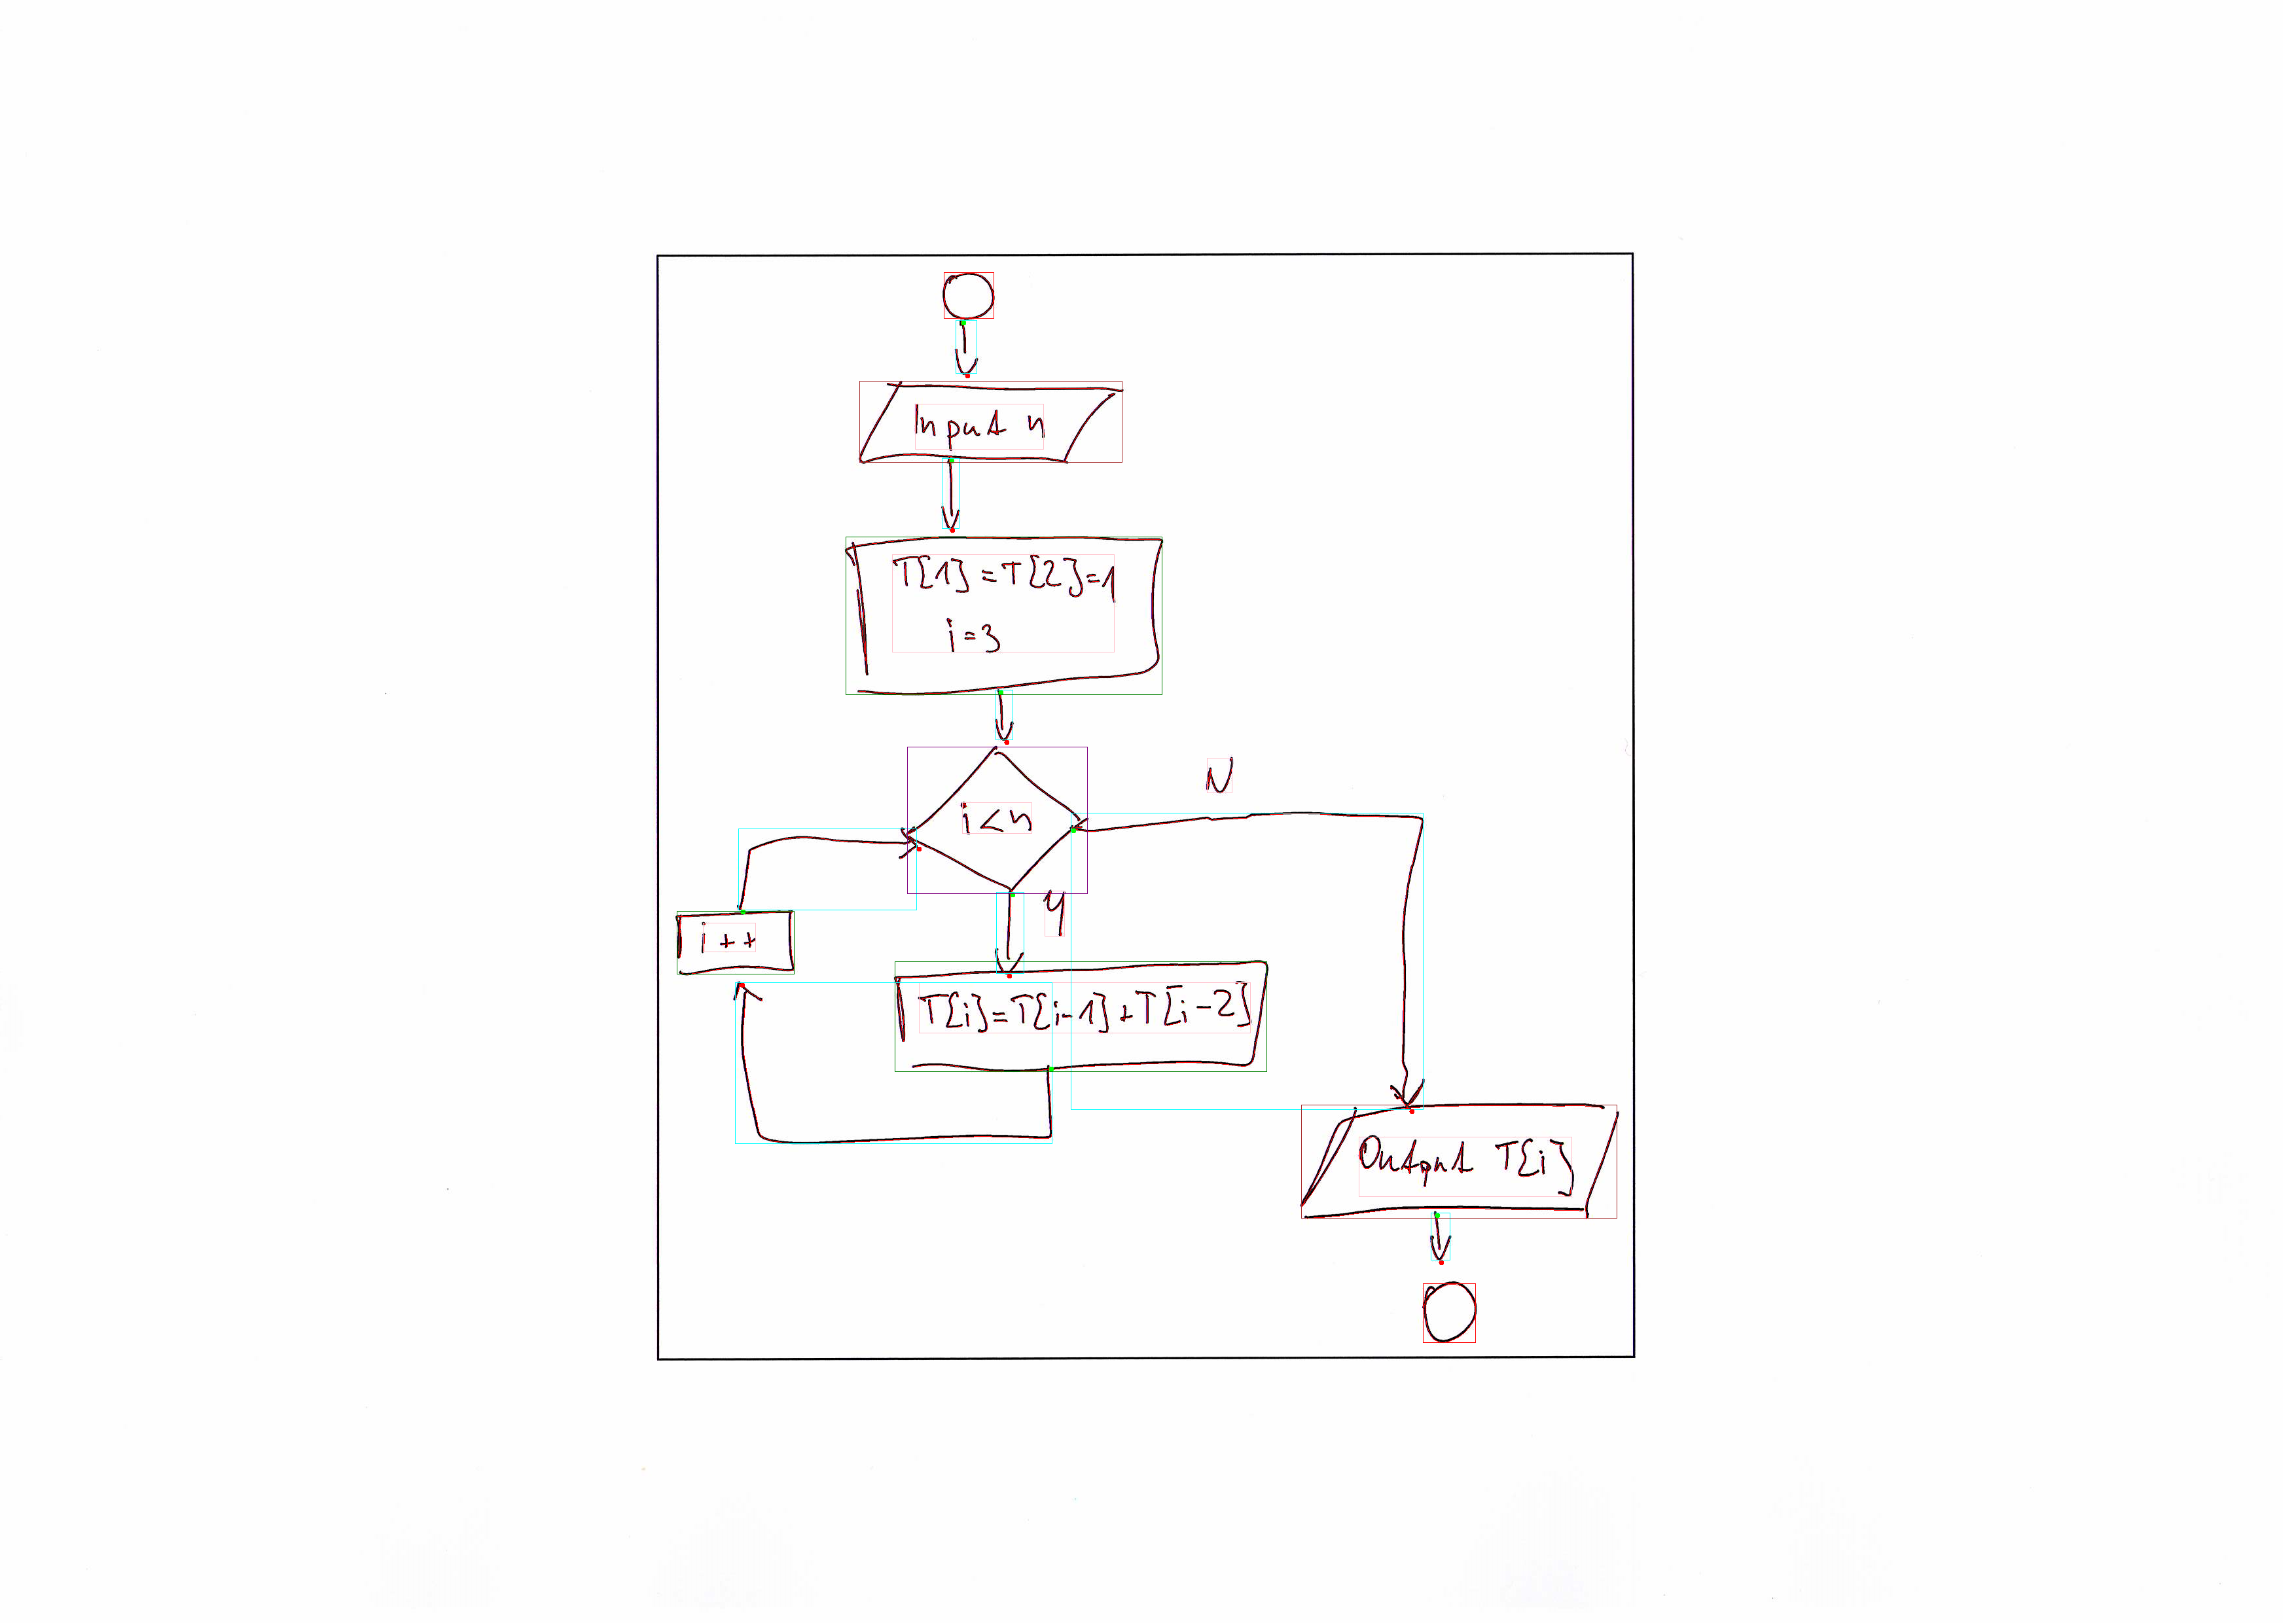 Input n
T[1]=T[2]=1
i=3
i<n
N
Y
i++
T[i]=T[i-1]+T[i-2]
Output T[i]